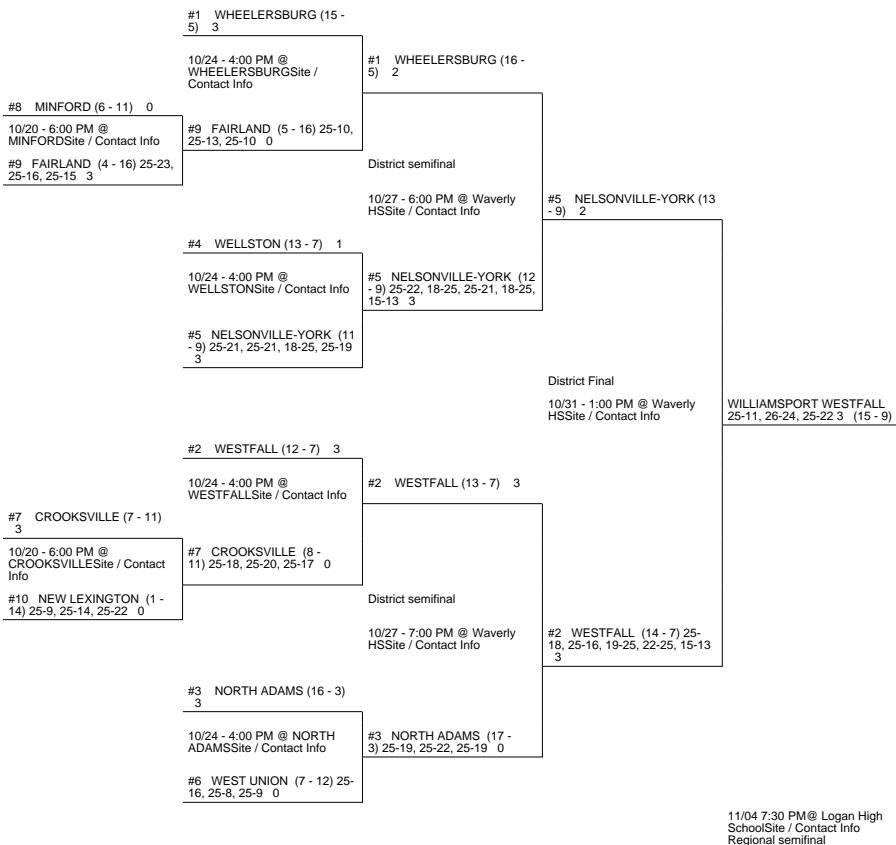 #1 WHEELERSBURG (15 -
5) 3
10/24 - 4:00 PM @
WHEELERSBURGSite /
Contact Info
#1 WHEELERSBURG (16 -
5) 2
#8 MINFORD (6 - 11) 0
10/20 - 6:00 PM @
MINFORDSite / Contact Info
#9 FAIRLAND (4 - 16) 25-23,
25-16, 25-15 3
#9 FAIRLAND (5 - 16) 25-10,
25-13, 25-10 0
District semifinal
10/27 - 6:00 PM @ Waverly
HSSite / Contact Info
#5 NELSONVILLE-YORK (13
- 9) 2
#4 WELLSTON (13 - 7) 1
10/24 - 4:00 PM @
WELLSTONSite / Contact Info
#5 NELSONVILLE-YORK (12
- 9) 25-22, 18-25, 25-21, 18-25,
15-13 3
#5 NELSONVILLE-YORK (11
- 9) 25-21, 25-21, 18-25, 25-19
3
District Final
10/31 - 1:00 PM @ Waverly
HSSite / Contact Info
WILLIAMSPORT WESTFALL
25-11, 26-24, 25-22 3 (15 - 9)
#2 WESTFALL (12 - 7) 3
10/24 - 4:00 PM @
WESTFALLSite / Contact Info
#2 WESTFALL (13 - 7) 3
#7 CROOKSVILLE (7 - 11)
3
10/20 - 6:00 PM @
CROOKSVILLESite / Contact
Info
#10 NEW LEXINGTON (1 -
14) 25-9, 25-14, 25-22 0
#7 CROOKSVILLE (8 -
11) 25-18, 25-20, 25-17 0
District semifinal
10/27 - 7:00 PM @ Waverly
HSSite / Contact Info
#2 WESTFALL (14 - 7) 25-
18, 25-16, 19-25, 22-25, 15-13
3
#3 NORTH ADAMS (16 - 3)
3
10/24 - 4:00 PM @ NORTH
ADAMSSite / Contact Info
#3 NORTH ADAMS (17 -
3) 25-19, 25-22, 25-19 0
#6 WEST UNION (7 - 12) 25-
16, 25-8, 25-9 0
11/04 7:30 PM@ Logan High
SchoolSite / Contact Info
Regional semifinal